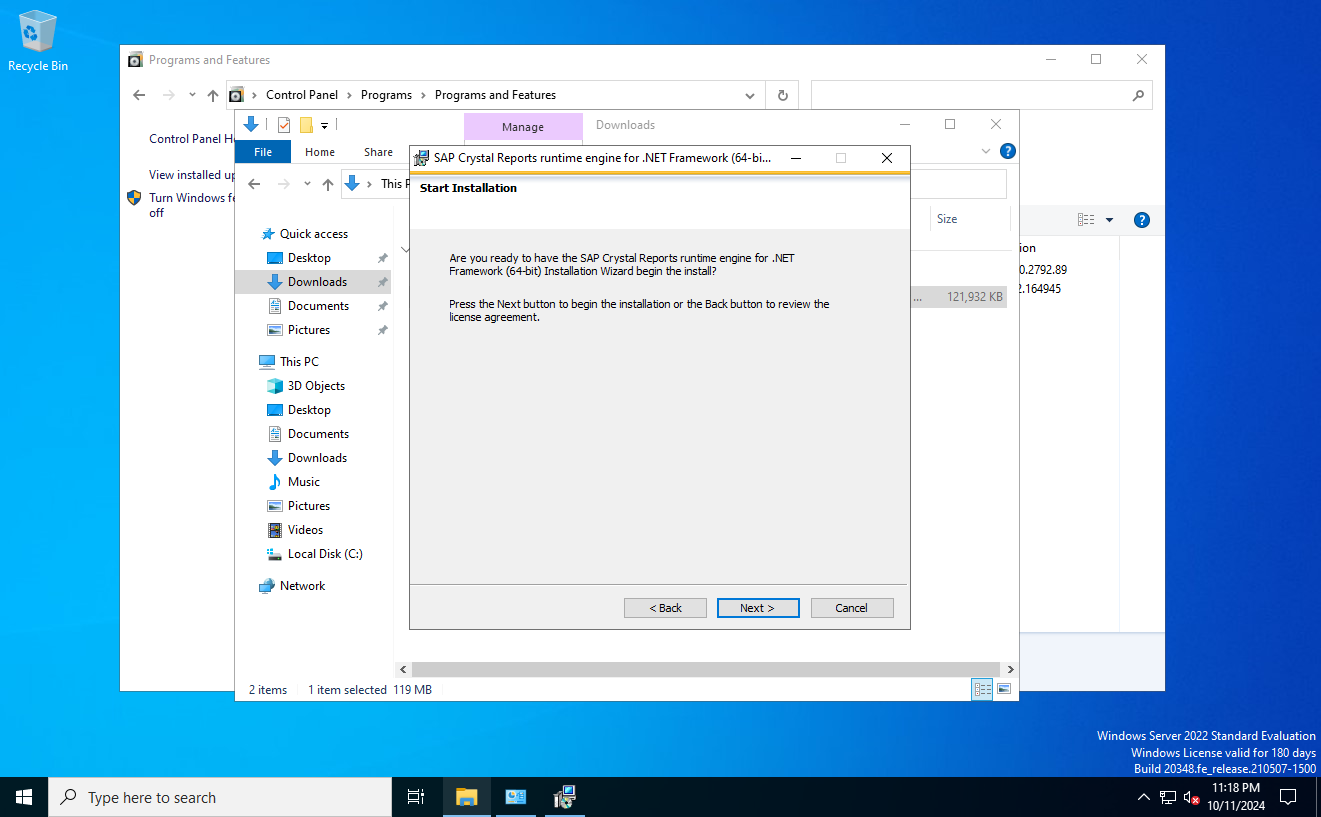 Recycle Bin
Programs and Features
Control Panel > Programs > Programs and Features
Control Panel H
View installed up
Turn Windows fe
off
Manage
Downloads
File
Home
Share
This P
Size
Quick access
Desktop
Downloads
Documents
Pictures
This PC
3D Objects
Desktop
Documents
Downloads
Music
Pictures
Videos
Local Disk (C:)
Network
SAP Crystal Reports runtime engine for .NET Framework (64-bi...
Start Installation
Are you ready to have the SAP Crystal Reports runtime engine for .NET
Framework (64-bit) Installation Wizard begin the install?
Press the Next button to begin the installation or the Back button to review the
license agreement.
< Back
Next >
Cancel
... 121,932 KB
ion
0.2792.89
2.164945
2 items
1 item selected 119 MB
Windows Server 2022 Standard Evaluation
Windows License valid for 180 days
Build 20348.fe_release.210507-1500
Type here to search
11:18 PM
10/11/2024